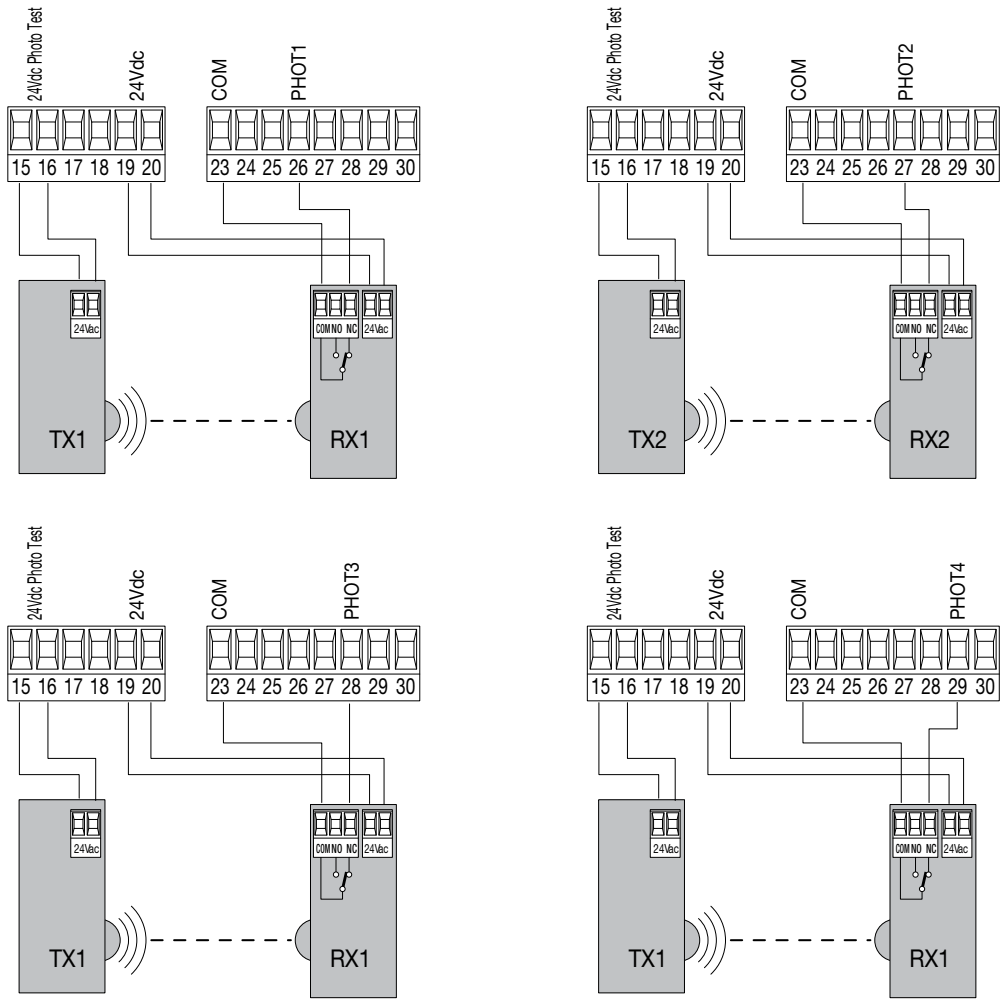 24Vdc Photo Test
24Vdc
COM
PHOT1
15 16 17 18 19 20
23 24 25 26 27 28 29 30
24Vac
COM NO NC
24Vac
TX1
RX1
24Vdc Photo Test
24Vdc
COM
PHOT2
15 16 17 18 19 20
23 24 25 26 27 28 29 30
24Vac
COM NO NC
24Vac
TX2
RX2
24Vdc Photo Test
24Vdc
COM
PHOT3
15 16 17 18 19 20
23 24 25 26 27 28 29 30
24Vac
COM NO NC
24Vac
TX1
RX1
24Vdc Photo Test
24Vdc
COM
PHOT4
15 16 17 18 19 20
23 24 25 26 27 28 29 30
24Vac
COM NO NC
24Vac
TX1
RX1